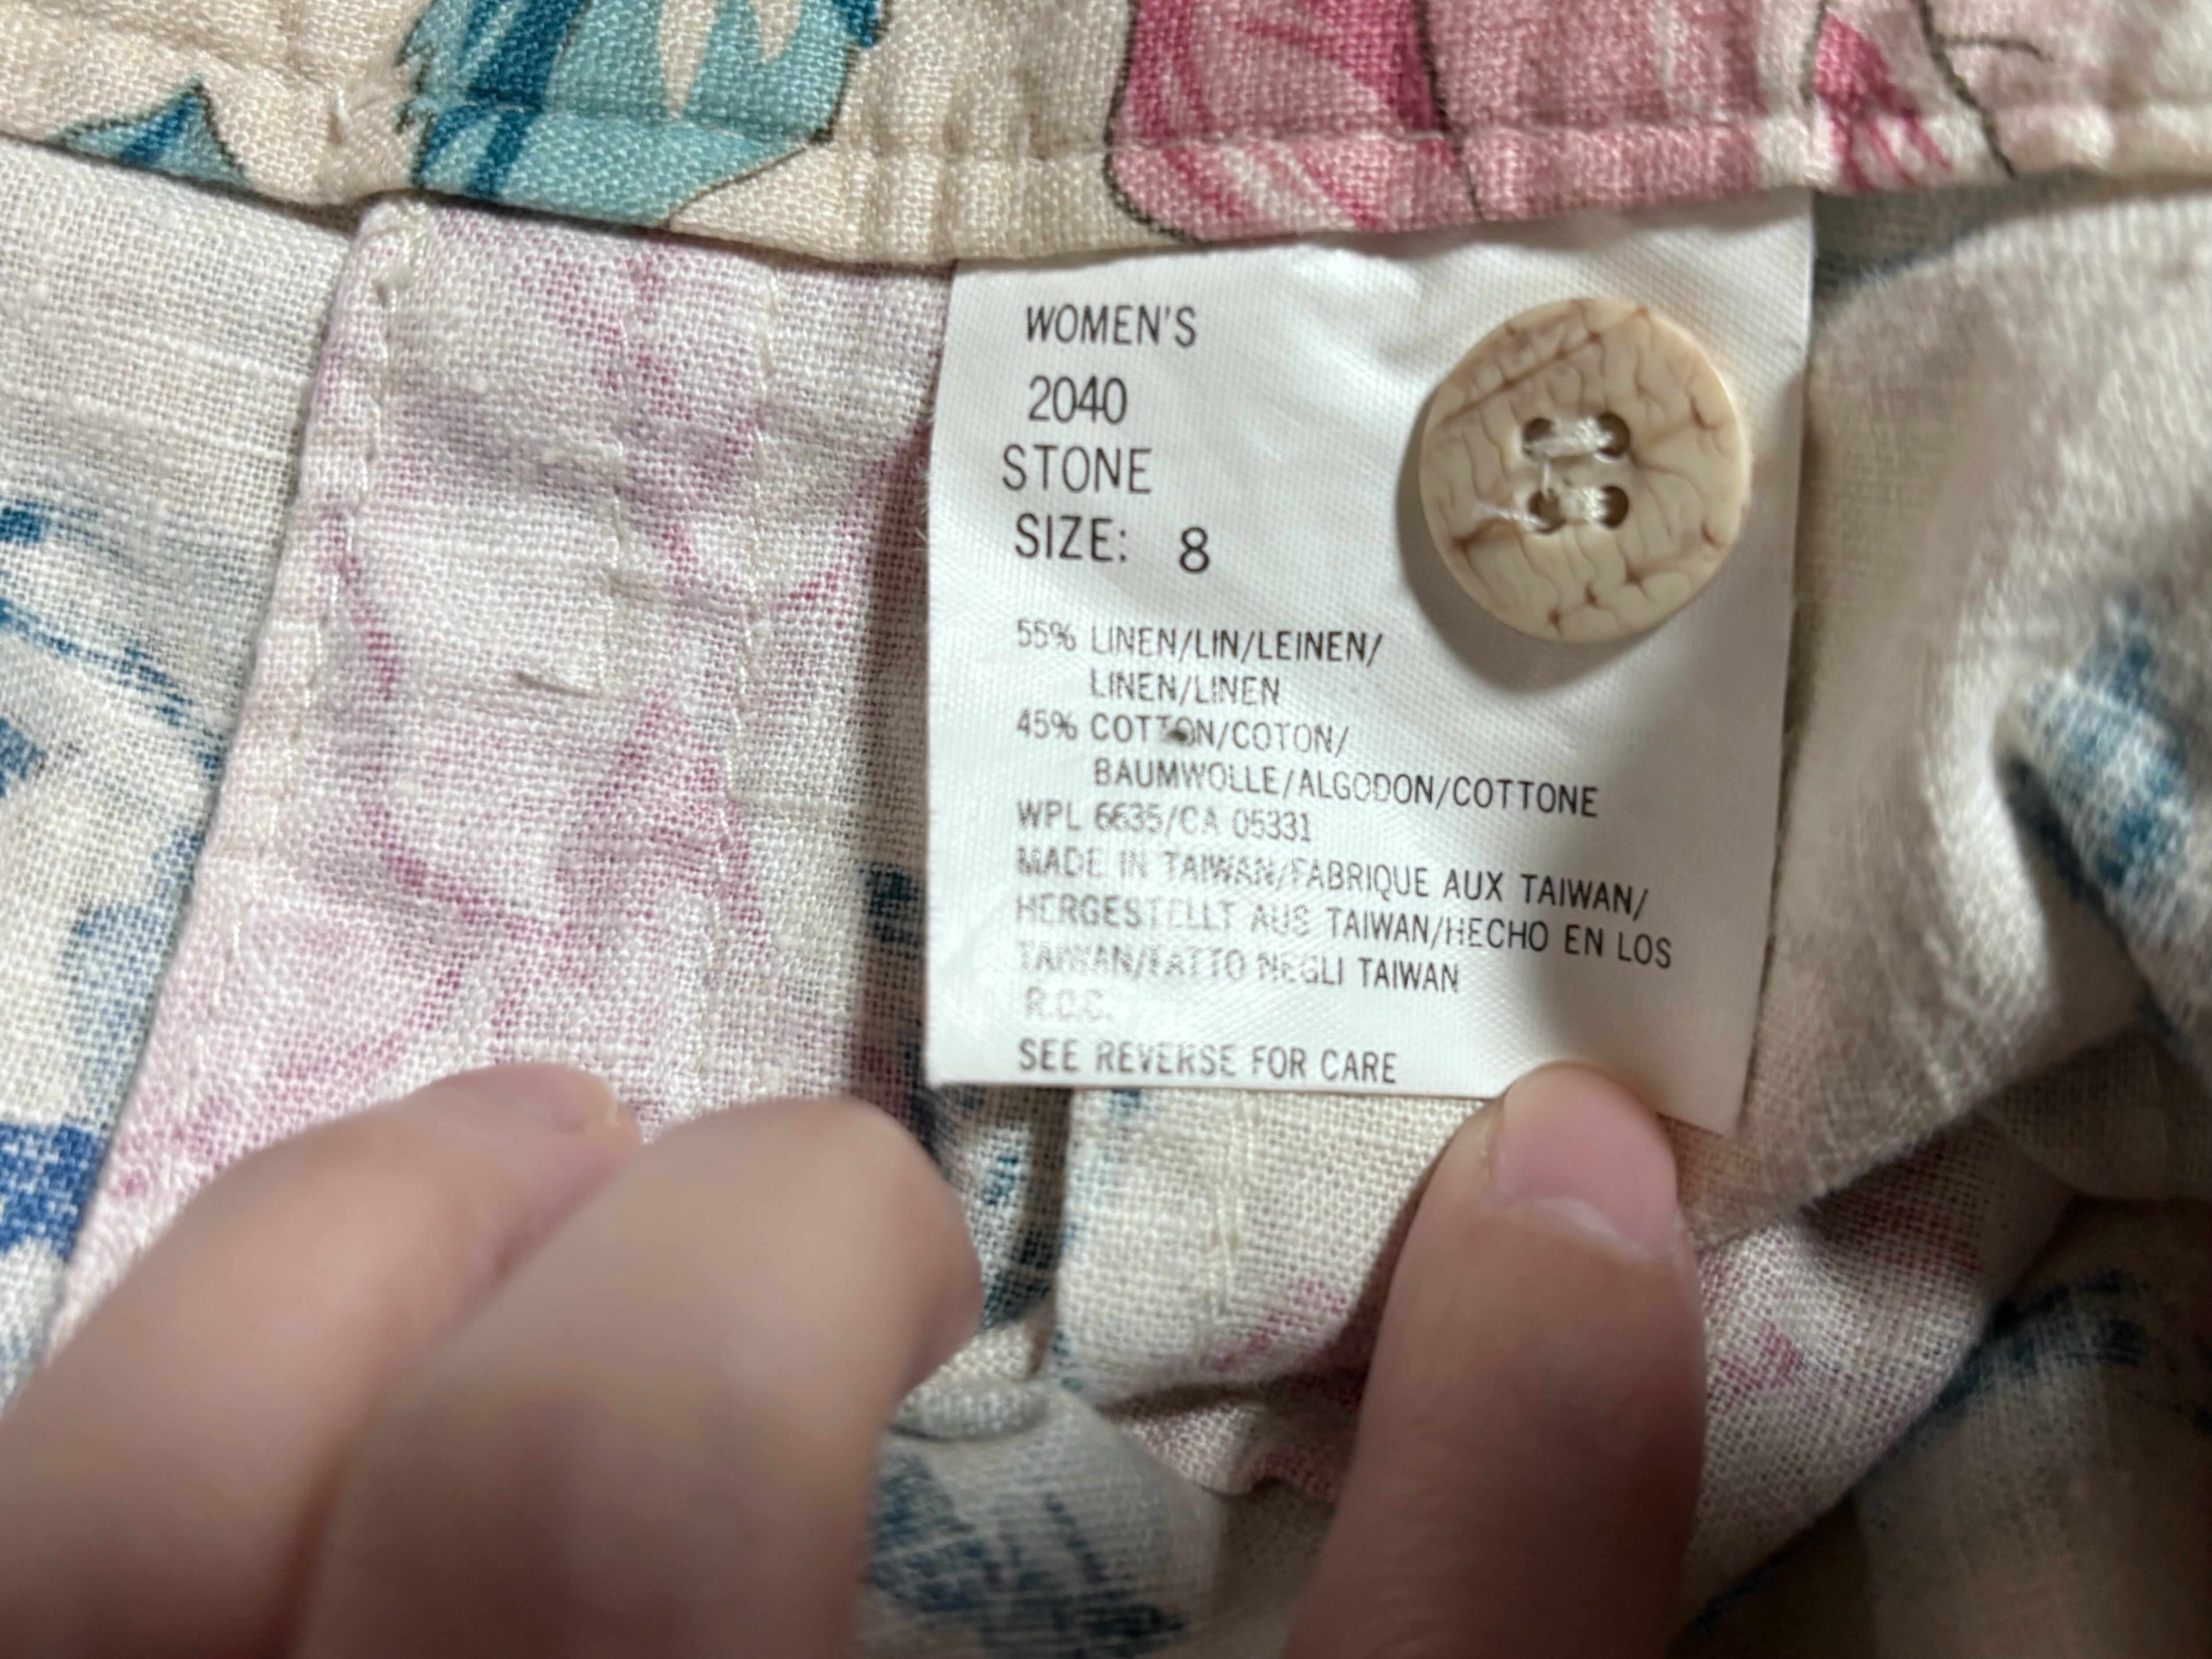 WOMEN'S
2040
STONE
SIZE: 8
55% LINEN/LIN/LEINEN/
LINEN/LINEN
45% COTTON/COTON/
BAUMWOLLE/ALGODON/COTTONE
WPL 6635/CA 05331
MADE IN TAIWAN/FABRIQUE AUX TAIWAN/
HERGESTELLT AUS TAIWAN/HECHO EN LOS
TAIWAN/FATTO NEGLI TAIWAN
R.O.C.
SEE REVERSE FOR CARE